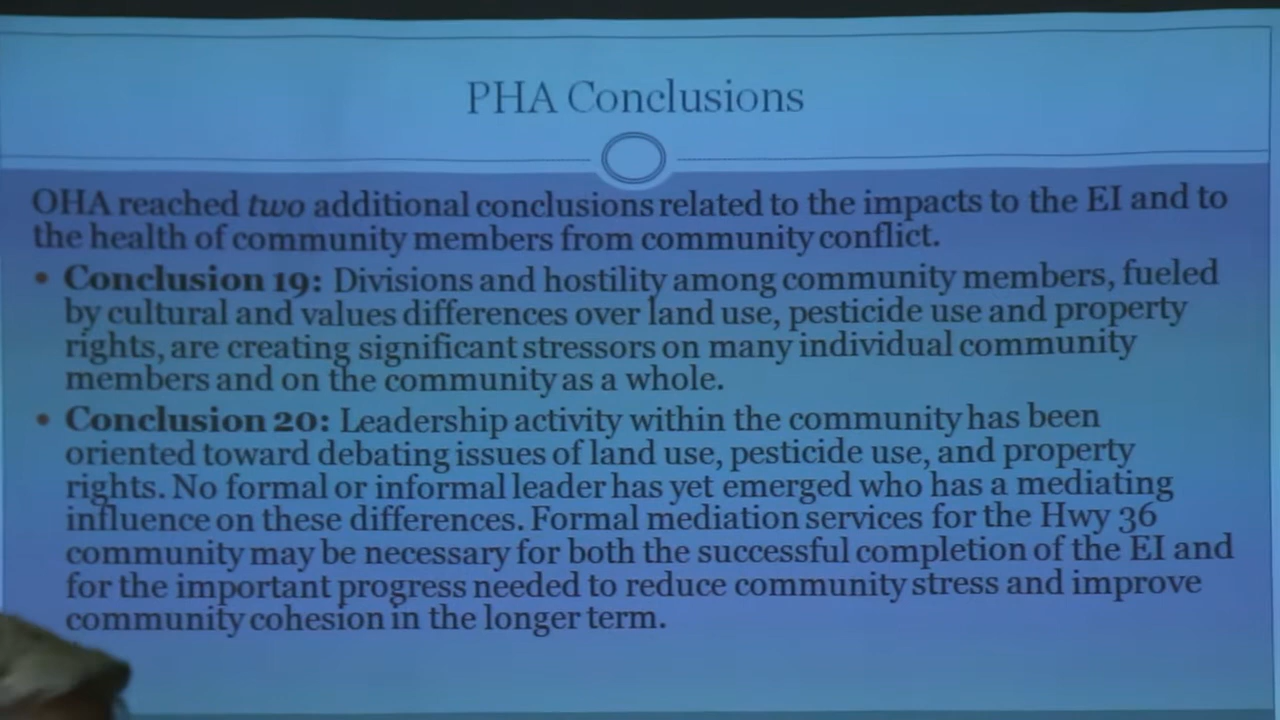 PHA Conclusions
OHA reached two additional conclusions related to the impacts to the EI and to
the health of community members from community conflict.
• Conclusion 19: Divisions and hostility among community members, fueled
by cultural and values differences over land use, pesticide use and property
rights, are creating significant stressors on many individual community
members and on the community as a whole.
• Conclusion 20: Leadership activity within the community has been
oriented toward debating issues of land use, pesticide use, and property
rights. No formal or informal leader has yet emerged who has a mediating
influence on these differences. Formal mediation services for the Hwy 36
community may be necessary for both the successful completion of the EI and
for the important progress needed to reduce community stress and improve
community cohesion in the longer term.